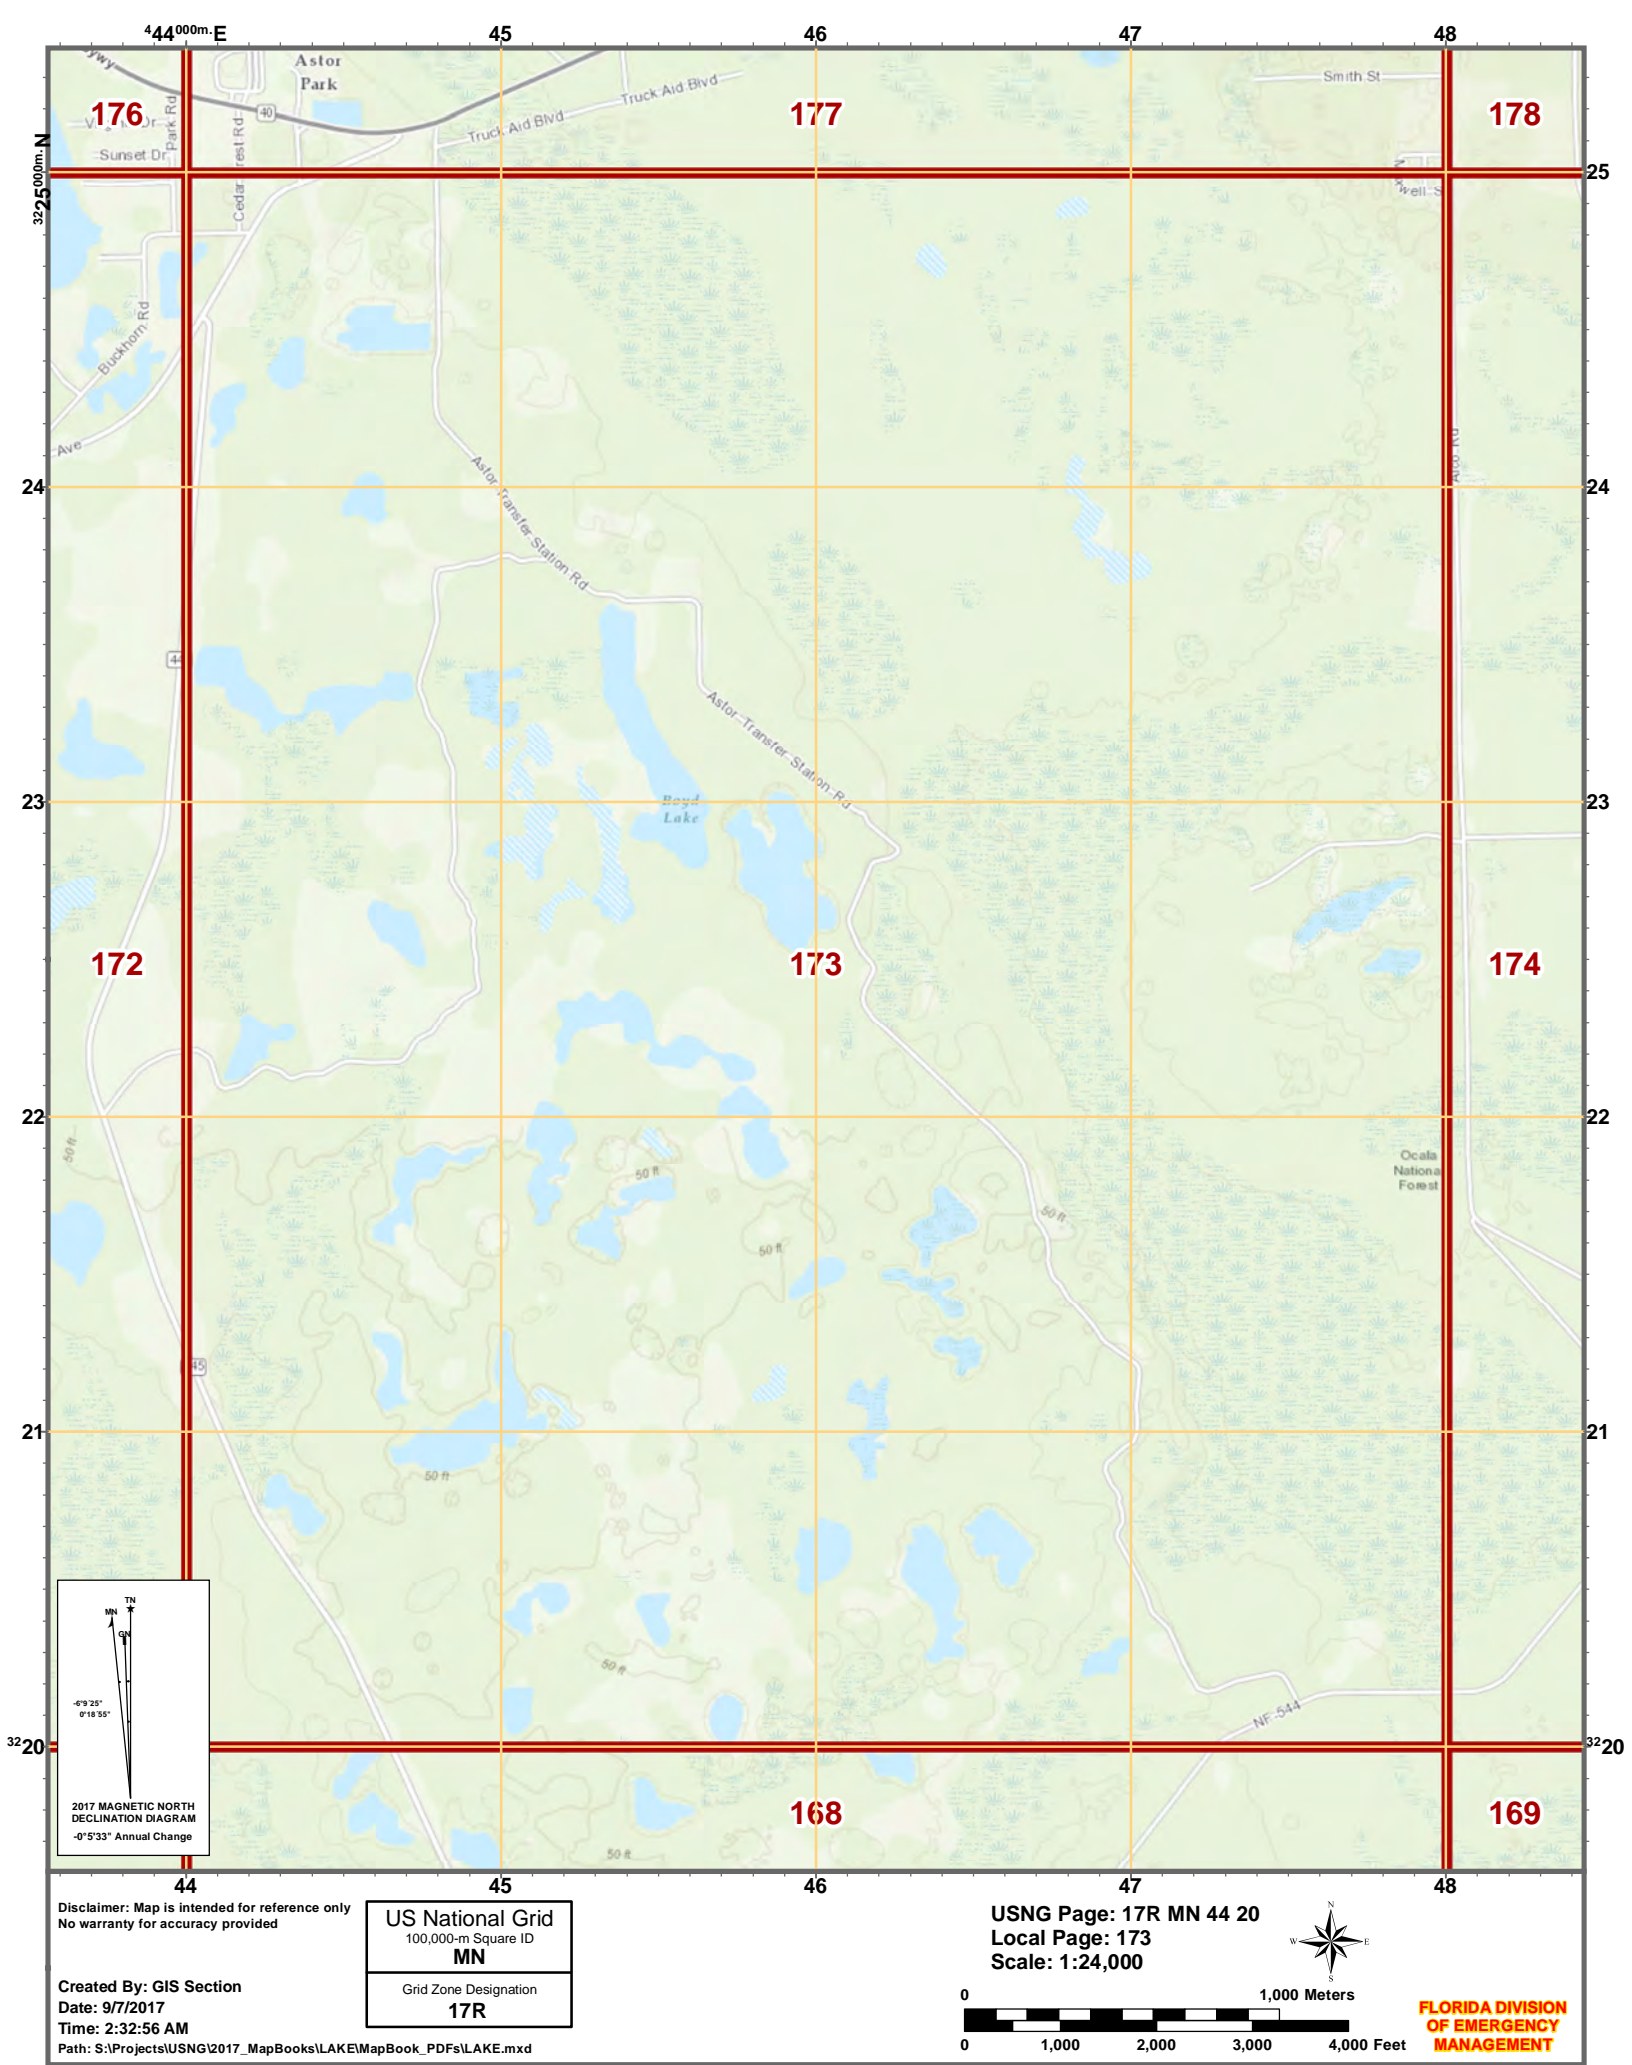 444000m.E 45 46 47 48
ygwy
Astor
Park
Smith St
176
177
178
40
Truck Aid Blvd
Truck Aid Blvd
Park Rd
Sunset Dr
3225000m.N
25
well S
Buckhorn Rd
Ave
24
24
Astor Transfer Station Rd
44
Astor-Transfer-Station-Rd
23
23
Boyd
Lake
172
173
174
22
22
50 ft
50 ft
Ocala
Nationa
Forest
50 ft
50 ft
45
21
21
50 ft
50 ft
NF-544
3220
3220
168
169
50 ft
TN
MN
GN
-6°9'25"
0°18'55"
2017 MAGNETIC NORTH
DECLINATION DIAGRAM
-0°5'33" Annual Change
44 45 46 47 48
Disclaimer: Map is intended for reference only
No warranty for accuracy provided
Created By: GIS Section
Date: 9/7/2017
Time: 2:32:56 AM
Path: S:\Projects\USNG\2017_MapBooks\LAKE\MapBook_PDFs\LAKE.mxd
US National Grid
100,000-m Square ID
MN
Grid Zone Designation
17R
USNG Page: 17R MN 44 20
Local Page: 173
Scale: 1:24,000
N
W E
S
0 1,000 Meters
0 1,000 2,000 3,000 4,000 Feet
FLORIDA DIVISION
OF EMERGENCY
MANAGEMENT